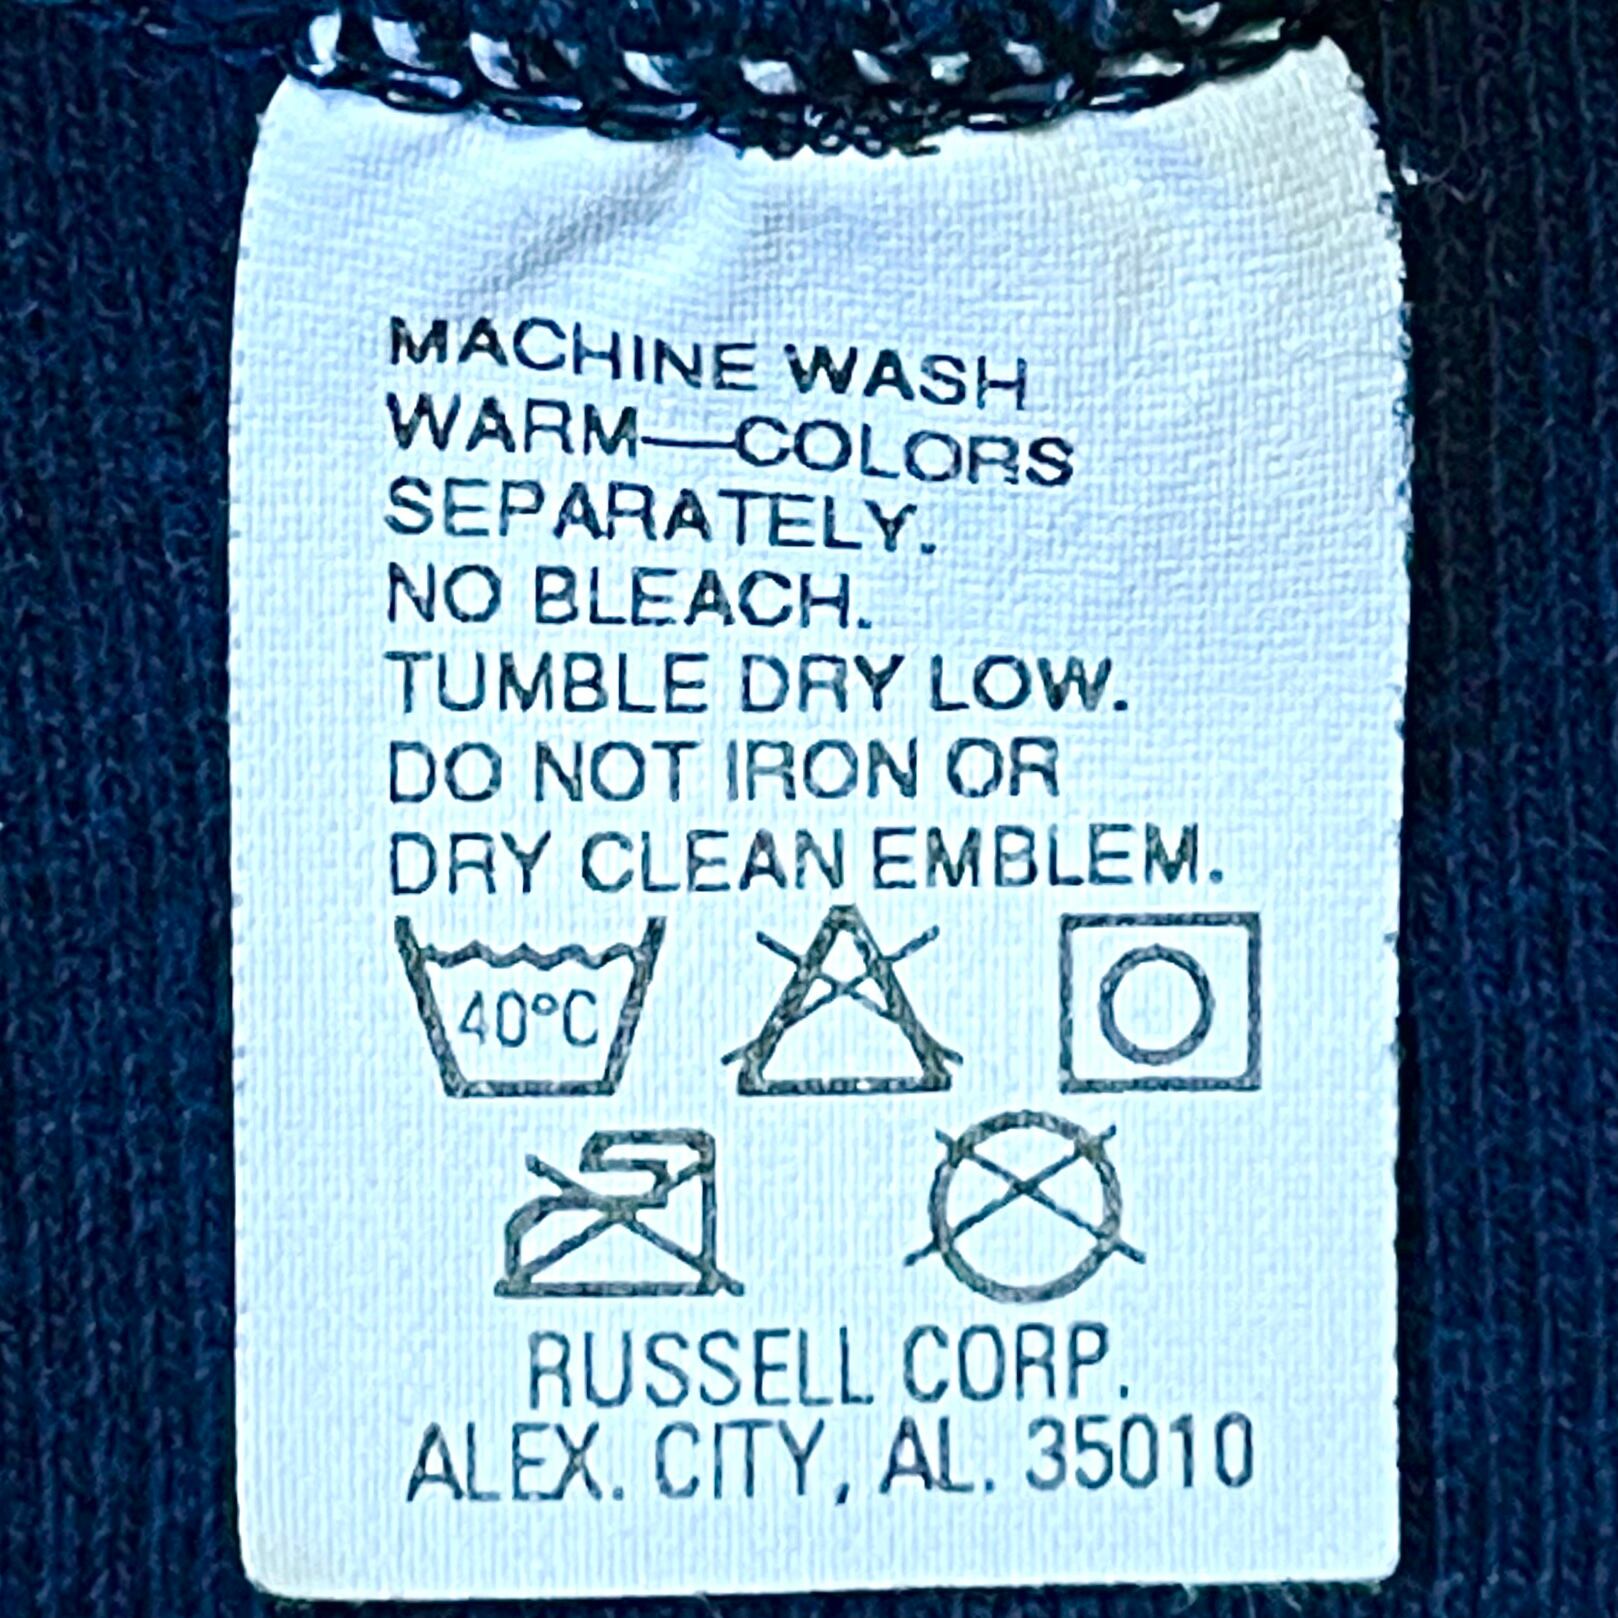 MACHINE WASH
WARM—COLORS
SEPARATELY.
NO BLEACH.
TUMBLE DRY LOW.
DO NOT IRON OR
DRY CLEAN EMBLEM.
40°C
RUSSELL CORP.
ALEX. CITY, AL. 35010